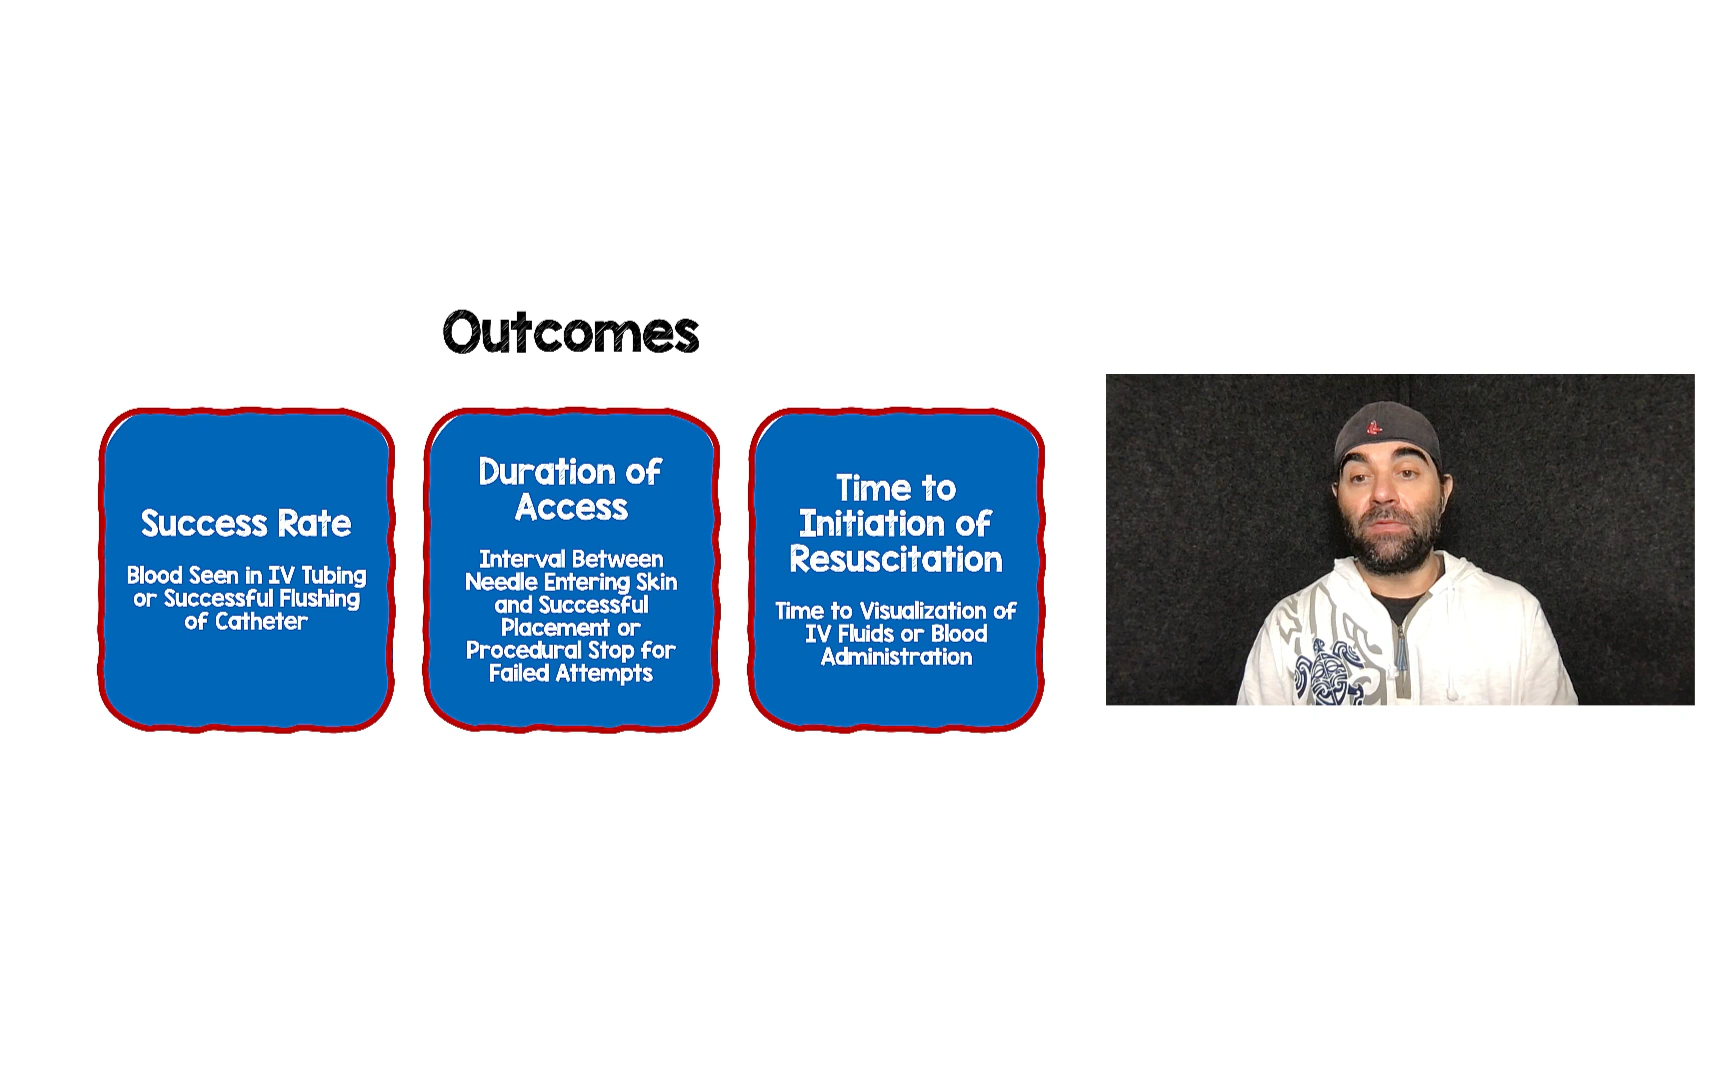 Outcomes
Success Rate
Blood Seen in IV Tubing
or Successful Flushing
of Catheter
Duration of
Access
Interval Between
Needle Entering Skin
and Successful
Placement or
Procedural Stop for
Failed Attempts
Time to
Initiation of
Resuscitation
Time to Visualization of
IV Fluids or Blood
Administration